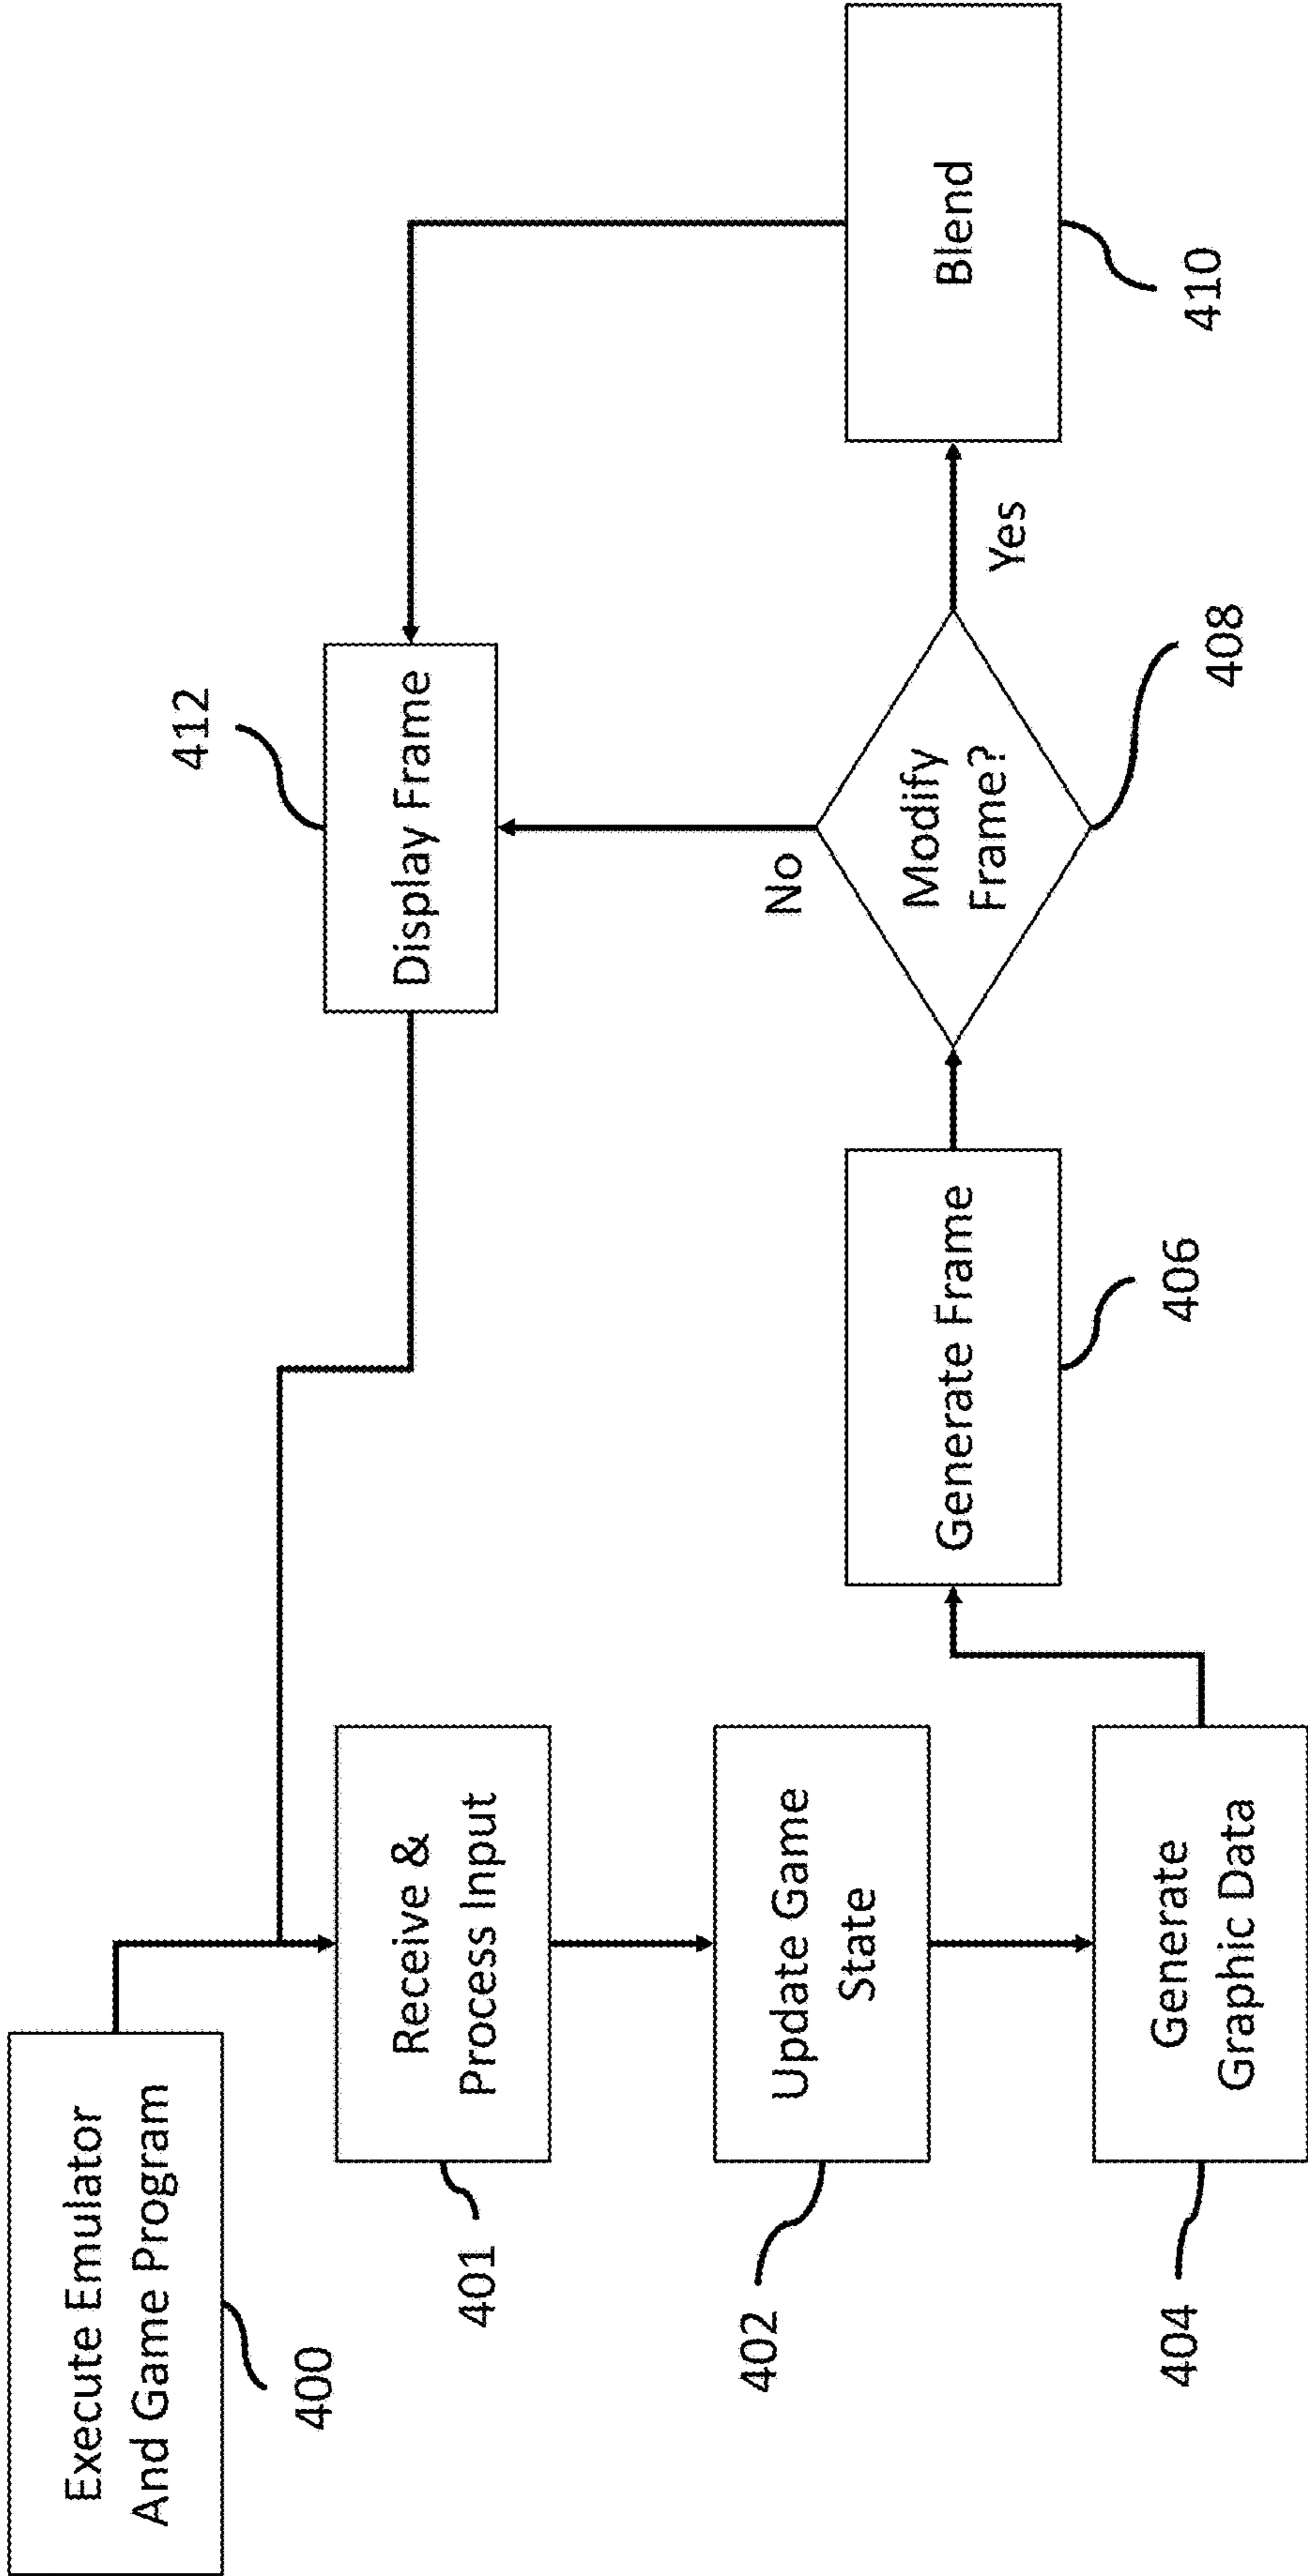 Execute Emulator
And Game Program
400
Receive &
Process Input
401
Update Game
State
402
Generate
Graphic Data
404
Generate Frame
406
Modify
Frame?
408
No
Yes
Blend
410
Display Frame
412